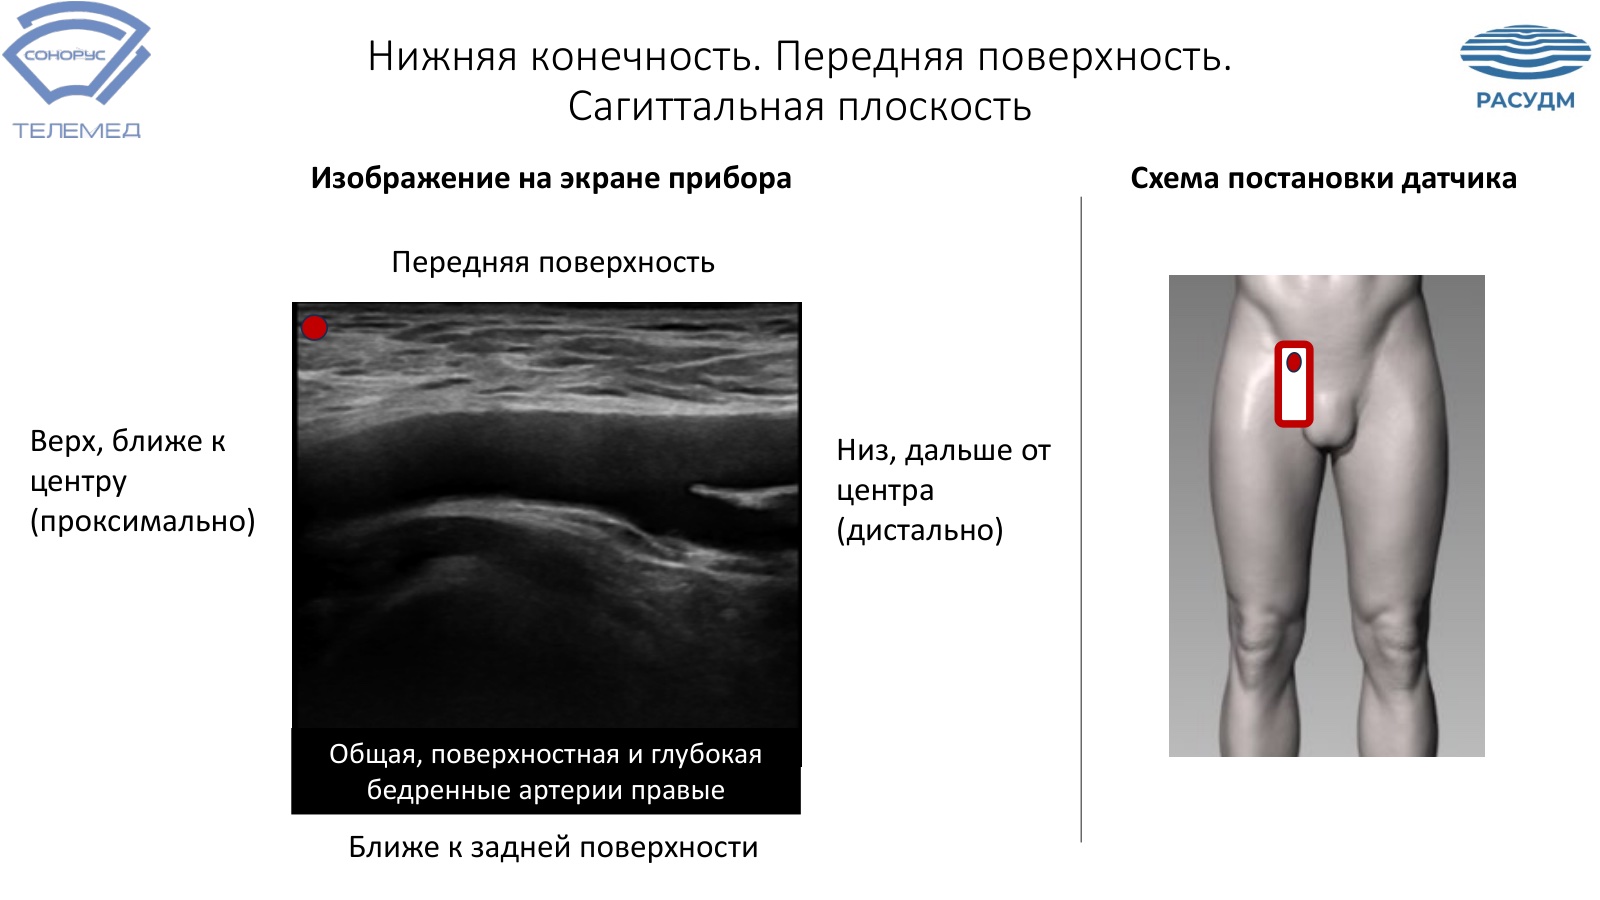 СОНОРУС
ТЕЛЕМЕД
Нижняя конечность. Передняя поверхность.
Сагиттальная плоскость
РАСУДМ
Изображение на экране прибора
Передняя поверхность
Верх, ближе к
центру
(проксимально)
Низ, дальше от
центра
(дистально)
Общая, поверхностная и глубокая
бедренные артерии правые
Ближе к задней поверхности
Схема постановки датчика